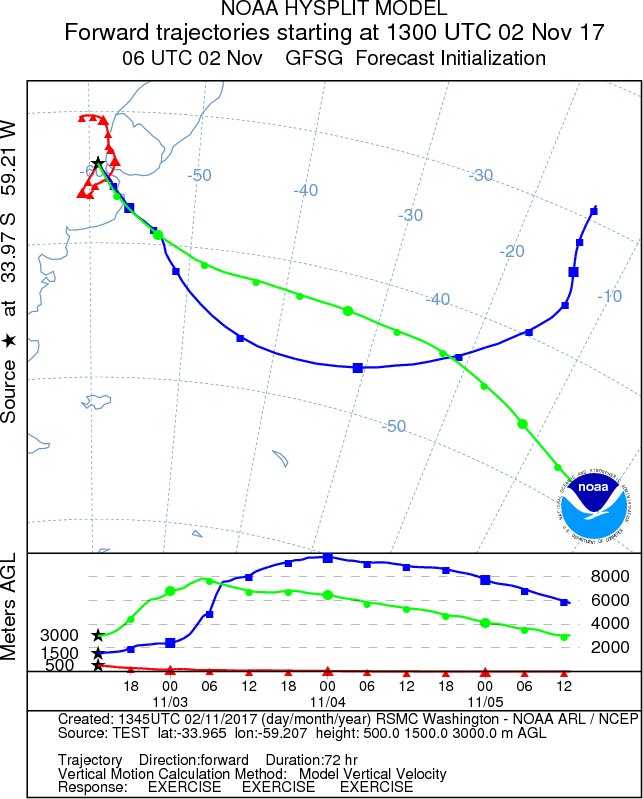 NOAA HYSPLIT MODEL
Forward trajectories starting at 1300 UTC 02 Nov 17
06 UTC 02 Nov    GFSG  Forecast Initialization
Source ★ at  33.97 S  59.21 W
-50
-40
-30
-30
-20
-10
-40
-50
noaa
Meters AGL
3000
1500
500
8000
6000
4000
2000
18 00 06 12 18 00 06 12 18 00 06 12
11/03 11/04 11/05
Created: 1345UTC 02/11/2017 (day/month/year) RSMC Washington - NOAA ARL / NCEP
Source: TEST  lat:-33.965  lon:-59.207  height: 500.0 1500.0 3000.0 m AGL
Trajectory    Direction:forward    Duration:72 hr
Vertical Motion Calculation Method:   Model Vertical Velocity
Response:    EXERCISE    EXERCISE    EXERCISE